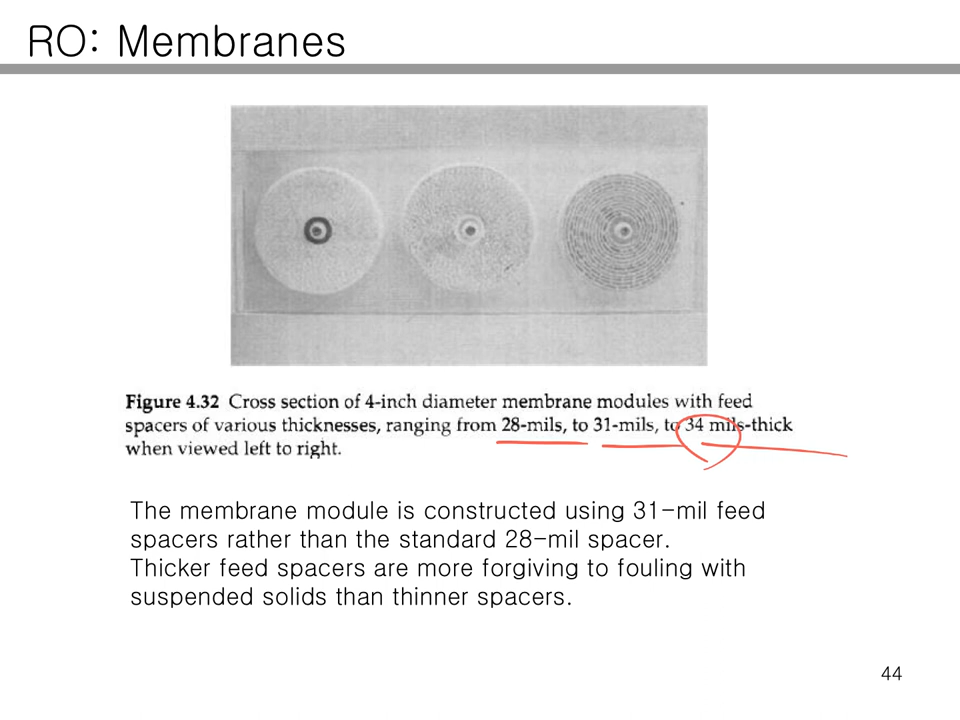 RO: Membranes
Figure 4.32 Cross section of 4-inch diameter membrane modules with feed
spacers of various thicknesses, ranging from 28-mils, to 31-mils, to 34 mils-thick
when viewed left to right.
The membrane module is constructed using 31-mil feed
spacers rather than the standard 28-mil spacer.
Thicker feed spacers are more forgiving to fouling with
suspended solids than thinner spacers.
44